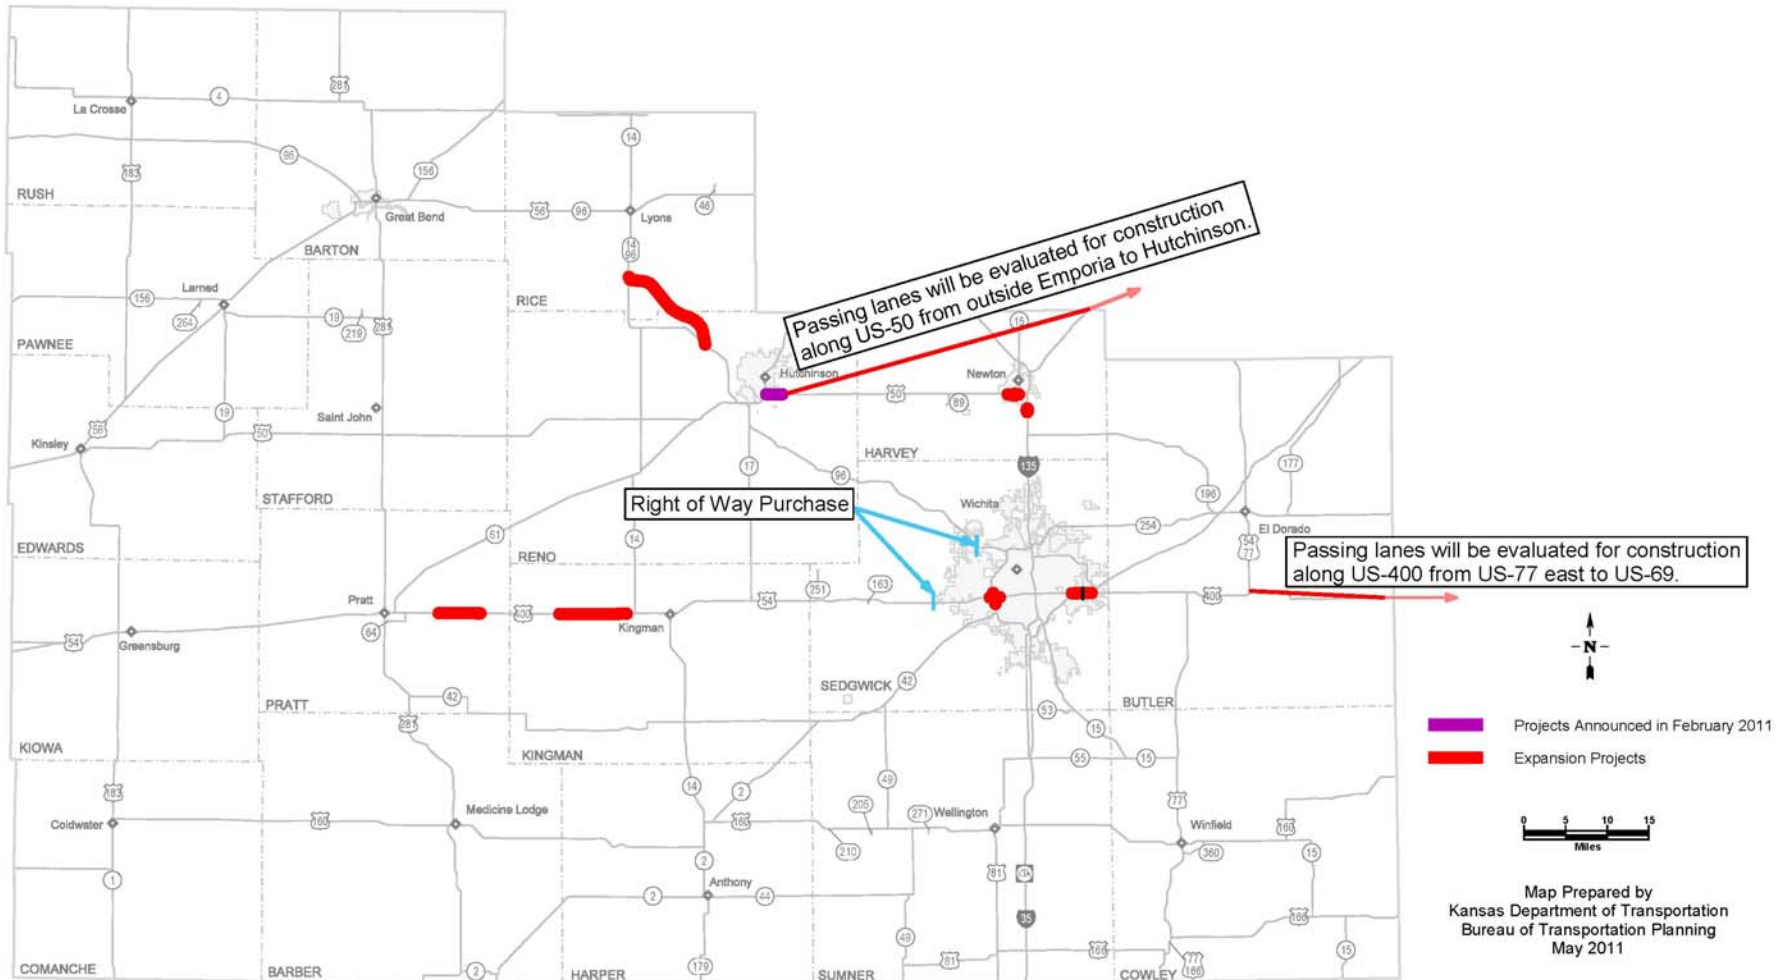 281
La Crosse
4
14
96
156
183
RUSH
46
Great Bend
56
96
Lyons
BARTON
14
96
Passing lanes will be evaluated for construction
along US-50 from outside Emporia to Hutchinson.
Larned
156
264
RICE
19
219
281
15
PAWNEE
Hutchinson
Newton
50
89
19
Saint John
56
50
Kinsley
HARVEY
17
135
177
96
STAFFORD
Right of Way Purchase
Wichita
196
254
El Dorado
61
14
54
77
EDWARDS
RENO
Passing lanes will be evaluated for construction
along US-400 from US-77 east to US-69.
251
163
Pratt
54
400
400
Kingman
64
54
Greensburg
N
SEDGWICK
42
42
PRATT
BUTLER
281
53
15
Projects Announced in February 2011
KIOWA
KINGMAN
55
15
Expansion Projects
14
49
183
2
77
Medicine Lodge
205
271
Wellington
Coldwater
160
160
Winfield
160
0 5 10 15
Miles
210
360
15
2
1
81
Anthony
2
44
Map Prepared by
Kansas Department of Transportation
Bureau of Transportation Planning
May 2011
35
166
49
15
166
81
77
166
COMANCHE
BARBER
2
HARPER
179
SUMNER
COWLEY